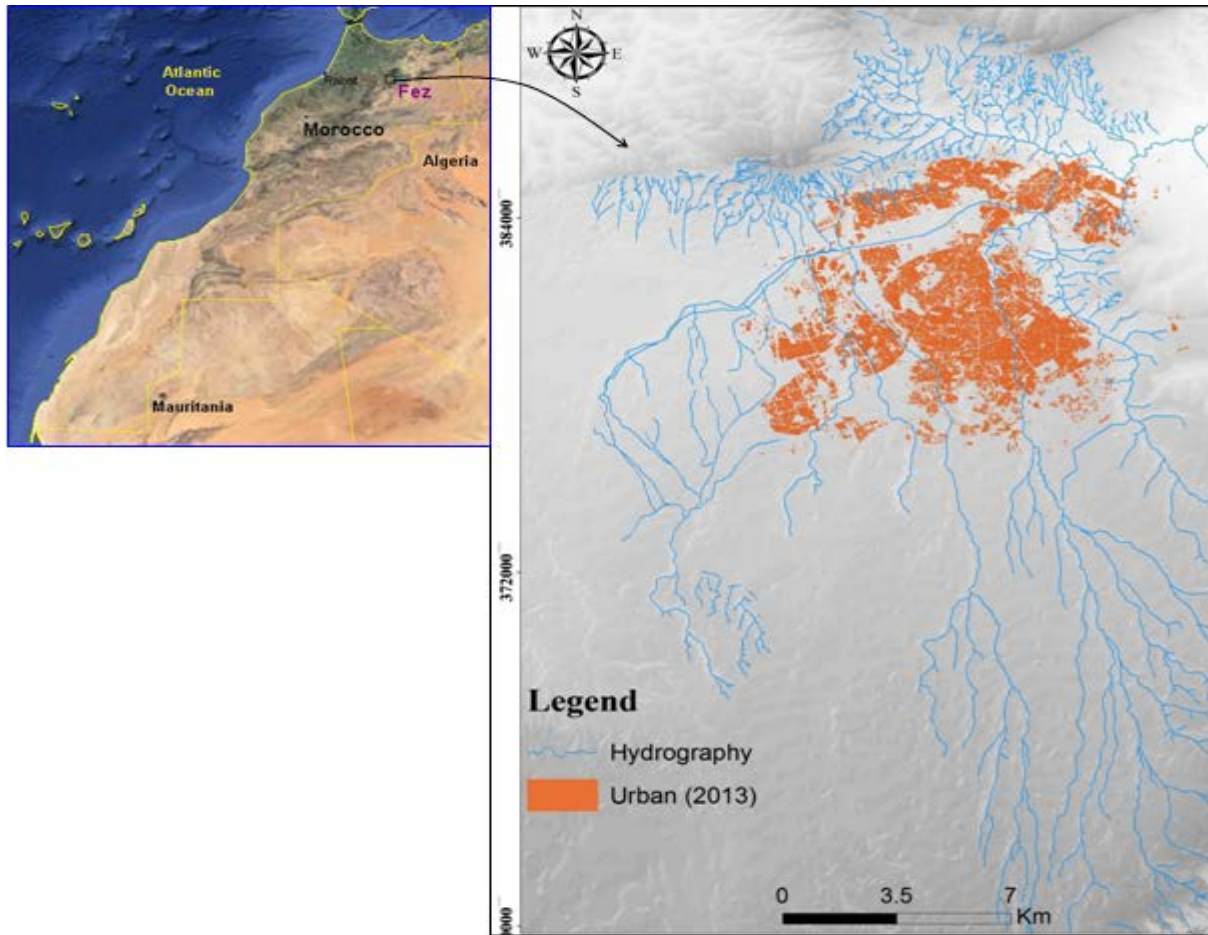 Atlantic
Ocean
Rabat
Fez
Morocco
Algeria
Mauritania
N
W
E
S
384000
372000
Legend
Hydrography
Urban (2013)
0
3.5
7
Km